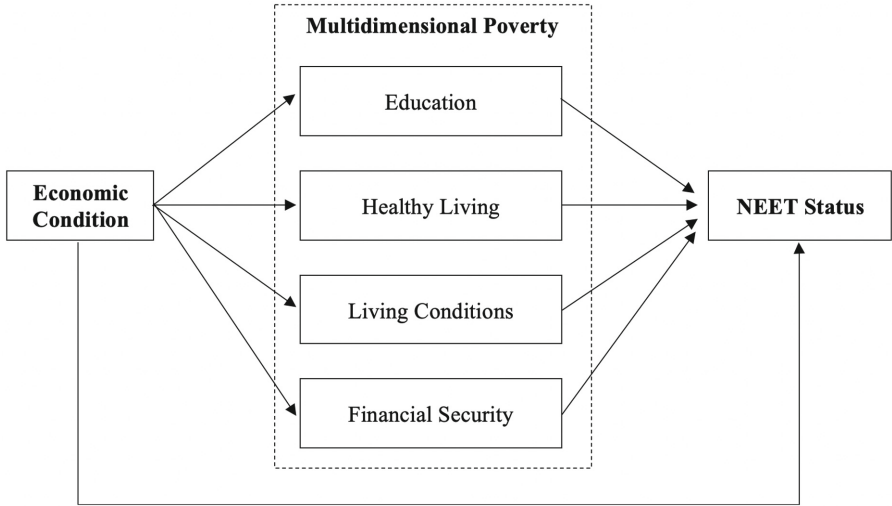 Multidimensional Poverty
Education
Economic
Condition
Healthy Living
NEET Status
Living Conditions
Financial Security